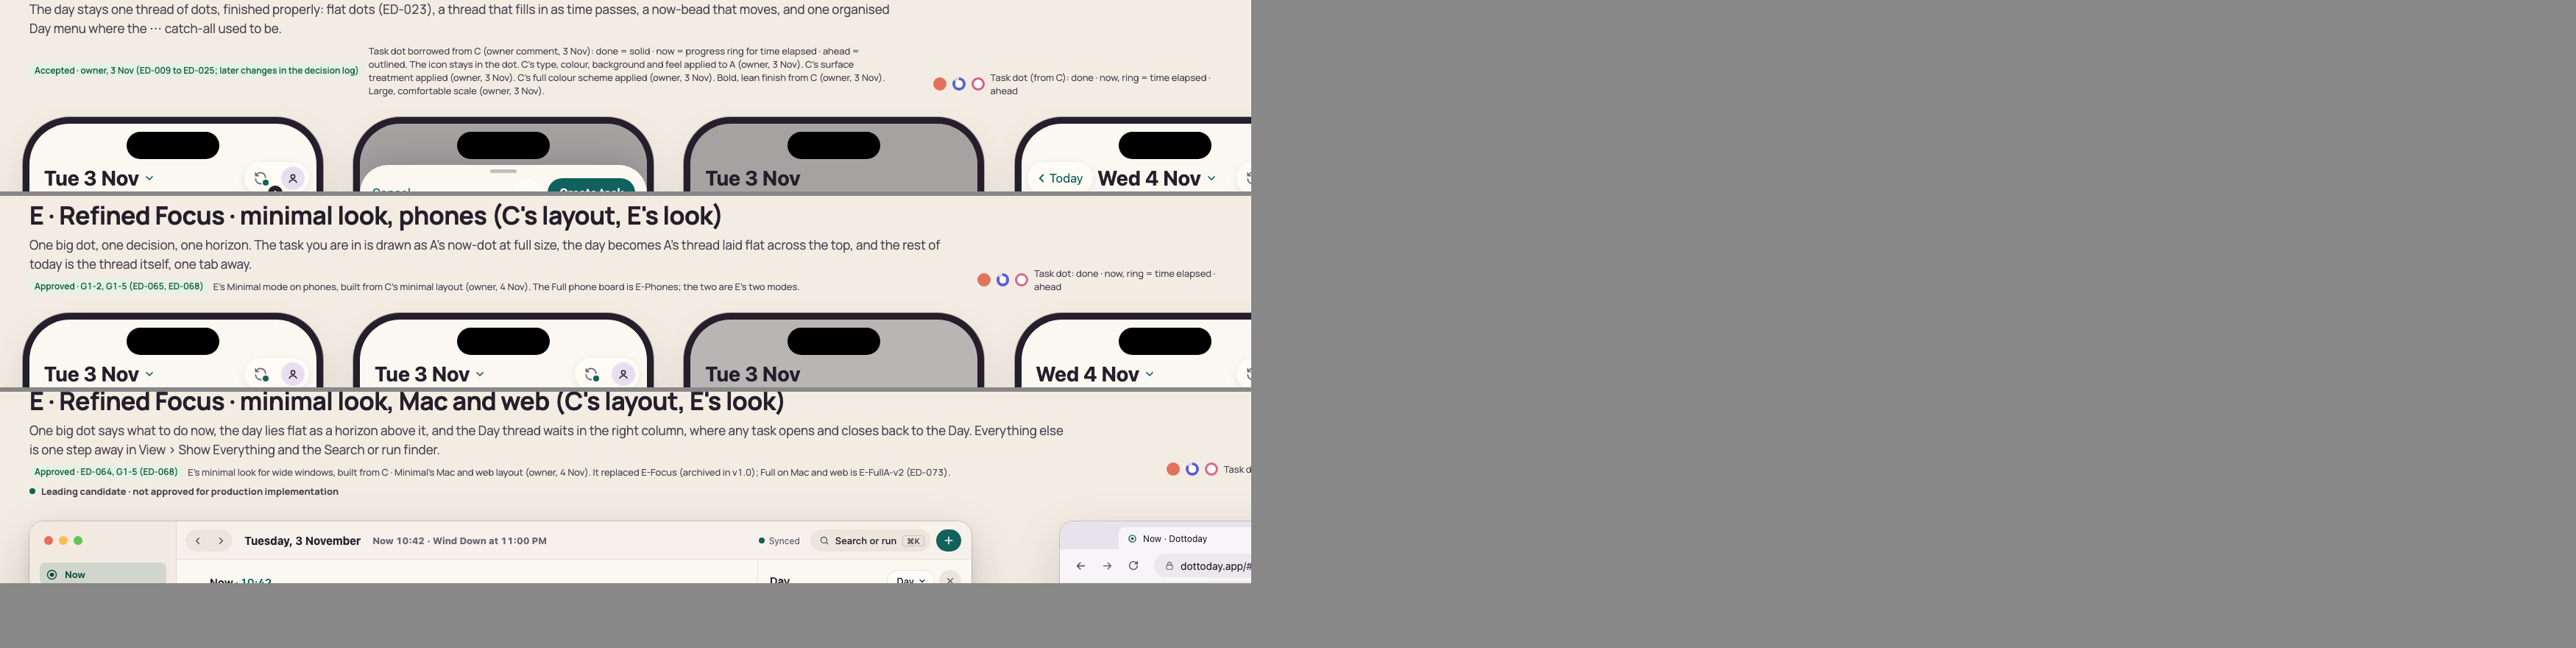 The day stays one thread of dots, finished properly: flat dots (ED-023), a thread that fills in as time passes, a now-bead that moves, and one organised
Day menu where the ··· catch-all used to be.
Accepted · owner, 3 Nov (ED-009 to ED-025; later changes in the decision log)
Task dot borrowed from C (owner comment, 3 Nov): done = solid · now = progress ring for time elapsed · ahead =
outlined. The icon stays in the dot. C's type, colour, background and feel applied to A (owner, 3 Nov). C's surface
treatment applied (owner, 3 Nov). C's full colour scheme applied (owner, 3 Nov). Bold, lean finish from C (owner, 3 Nov).
Large, comfortable scale (owner, 3 Nov).
Task dot (from C): done · now, ring = time elapsed ·
ahead
Tue 3 Nov
Cancel
Create task
Tue 3 Nov
Today
Wed 4 Nov
E · Refined Focus · minimal look, phones (C's layout, E's look)
One big dot, one decision, one horizon. The task you are in is drawn as A's now-dot at full size, the day becomes A's thread laid flat across the top, and the rest of
today is the thread itself, one tab away.
Approved · G1-2, G1-5 (ED-065, ED-068)
E's Minimal mode on phones, built from C's minimal layout (owner, 4 Nov). The Full phone board is E-Phones; the two are E's two modes.
Task dot: done · now, ring = time elapsed ·
ahead
Tue 3 Nov
Tue 3 Nov
Tue 3 Nov
Wed 4 Nov
E · Refined Focus · minimal look, Mac and web (C's layout, E's look)
One big dot says what to do now, the day lies flat as a horizon above it, and the Day thread waits in the right column, where any task opens and closes back to the Day. Everything else
is one step away in View > Show Everything and the Search or run finder.
Approved · ED-064, G1-5 (ED-068)
E's minimal look for wide windows, built from C · Minimal's Mac and web layout (owner, 4 Nov). It replaced E-Focus (archived in v1.0); Full on Mac and web is E-FullA-v2 (ED-073).
Task d
Leading candidate · not approved for production implementation
Tuesday, 3 November
Now 10:42 · Wind Down at 11:00 PM
Synced
Search or run
⌘K
Now · Dottoday
dottoday.app/#
Now
Now · 10:42
Day
Day